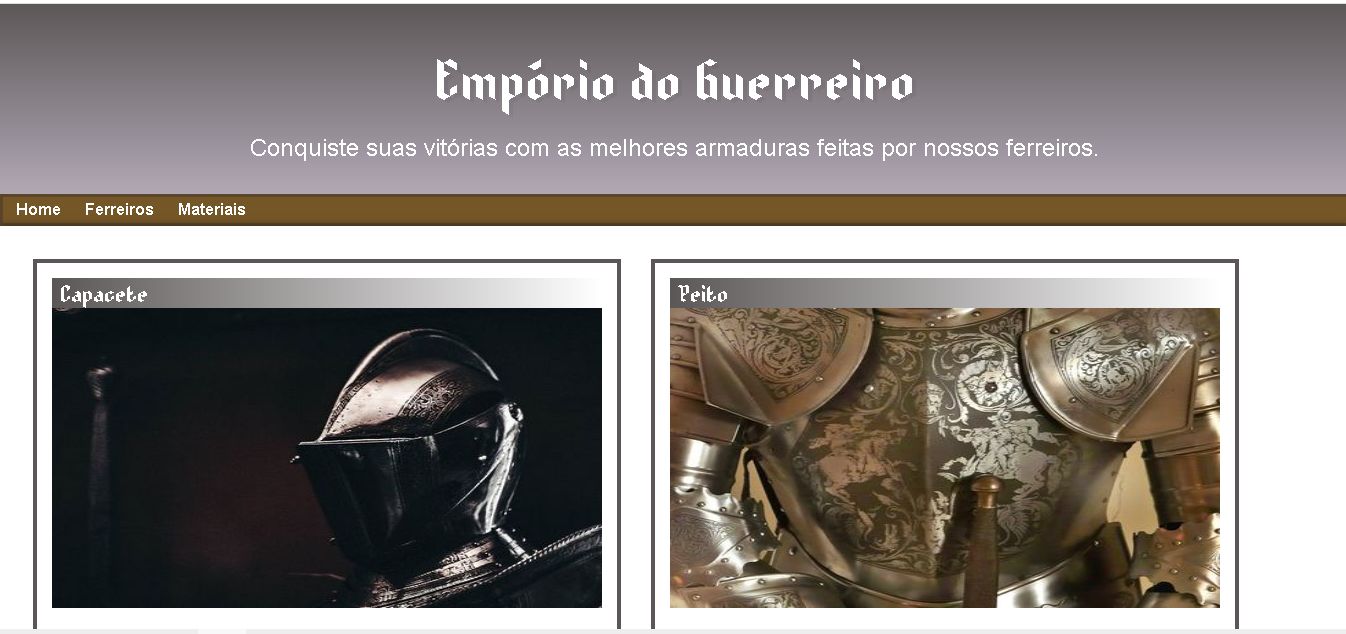 Empório do Guerreiro
Conquiste suas vitórias com as melhores armaduras feitas por nossos ferreiros.
Home Ferreiros Materiais
Capacete
Peito